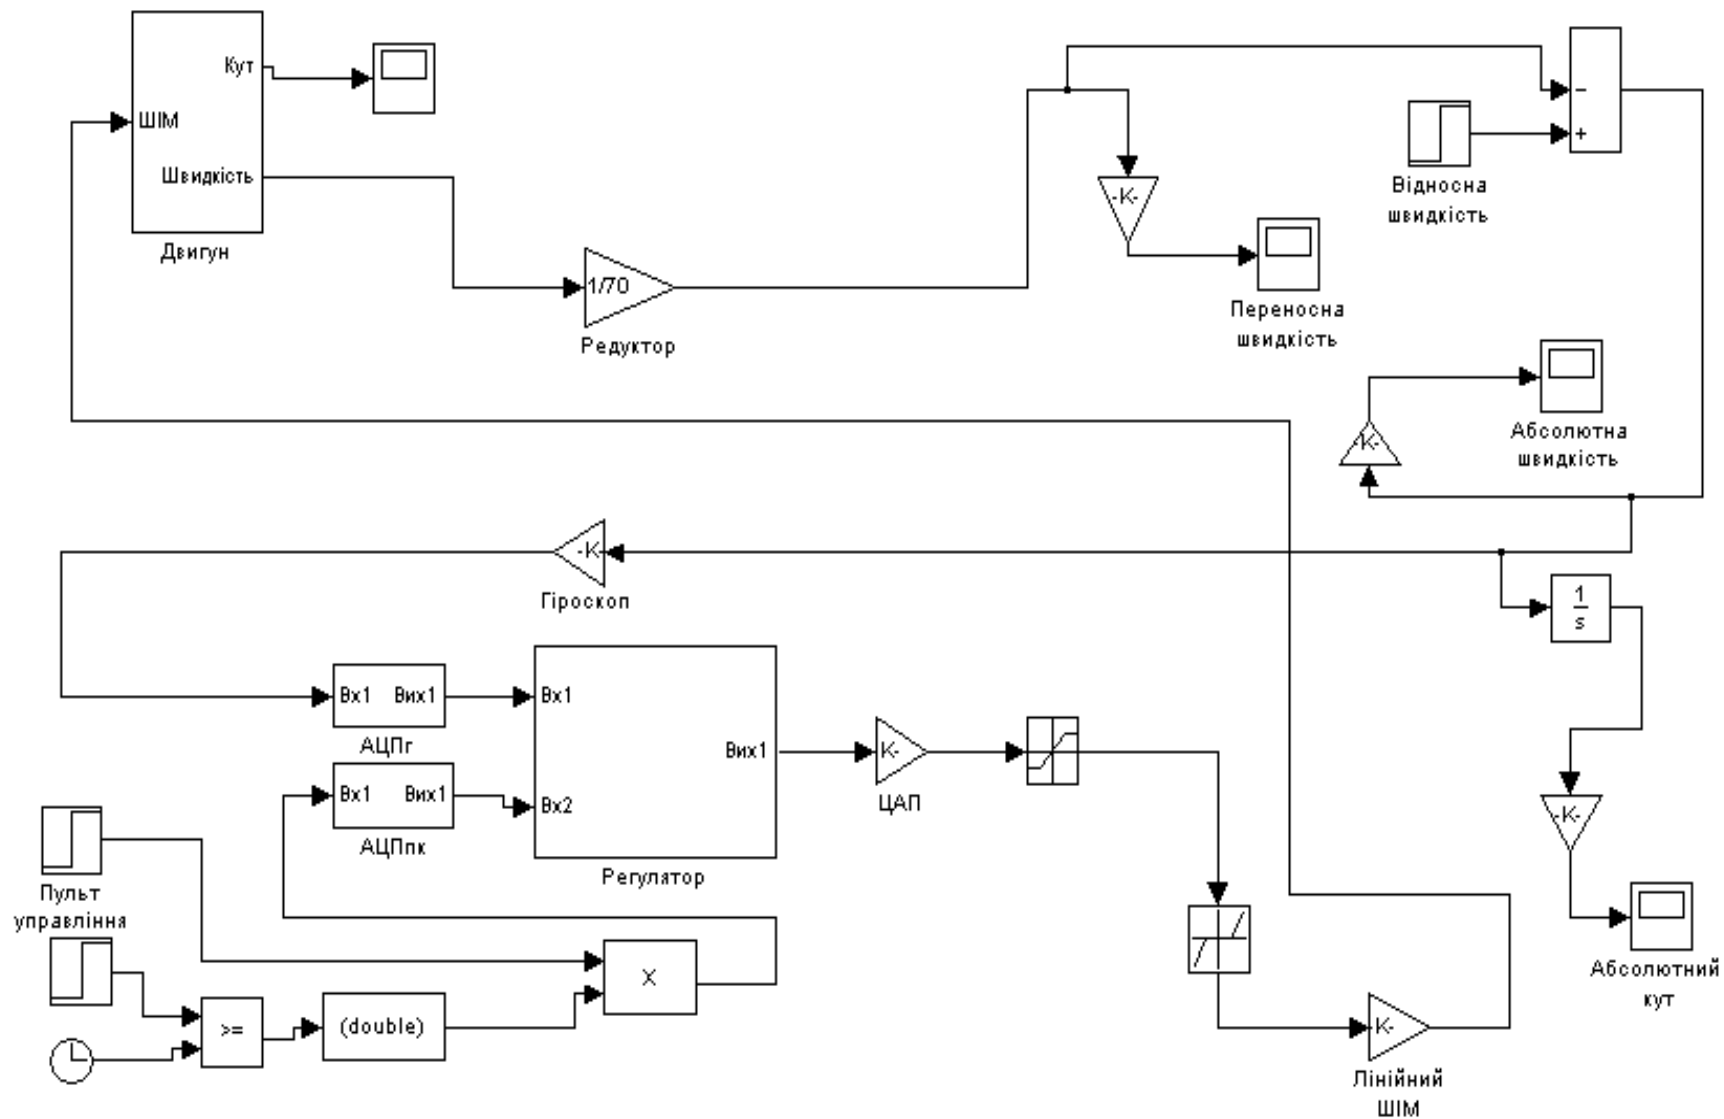 Кут
ШІМ
Швидкість
Двигун
1/70
Редуктор
-K-
Переносна
швидкість
−
+
Відносна
швидкість
-K-
Абсолютна
швидкість
-K
Гіроскоп
1
s
Вх1 Вих1
АЦПг
Вх1 Вих1
АЦПпк
Вх1
Вх2
Вих1
Регулятор
K-
ЦАП
-K-
Абсолютний
кут
Пульт
управління
>=
(double)
X
-K-
Лінійний
ШІМ